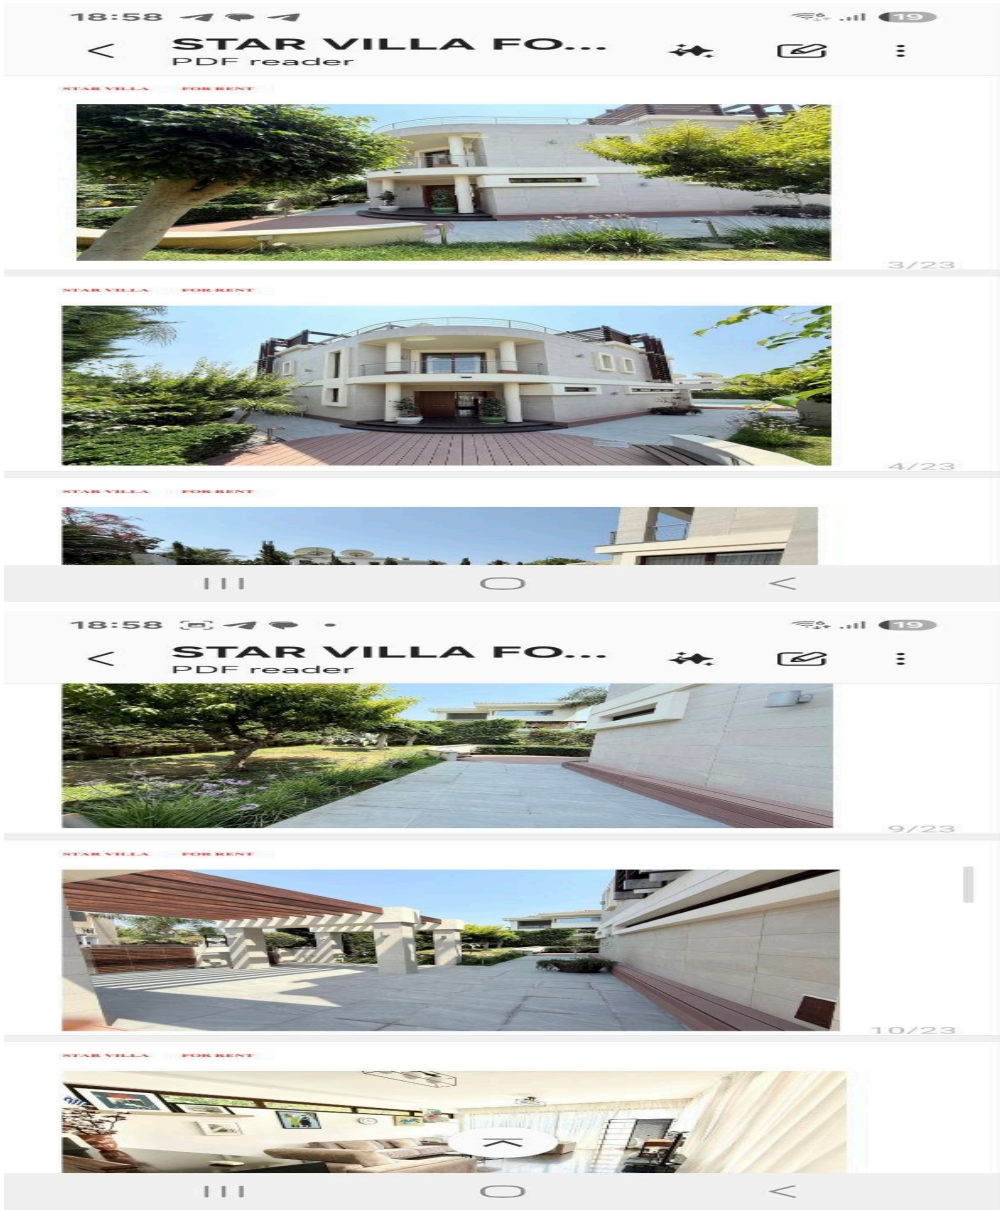 18:58 19
STAR VILLA FO...
PDF reader
STAR VILLA FOR RENT
3/23
STAR VILLA FOR RENT
4/23
STAR VILLA FOR RENT
18:58 19
STAR VILLA FO...
PDF reader
9/23
STAR VILLA FOR RENT
10/23
STAR VILLA FOR RENT